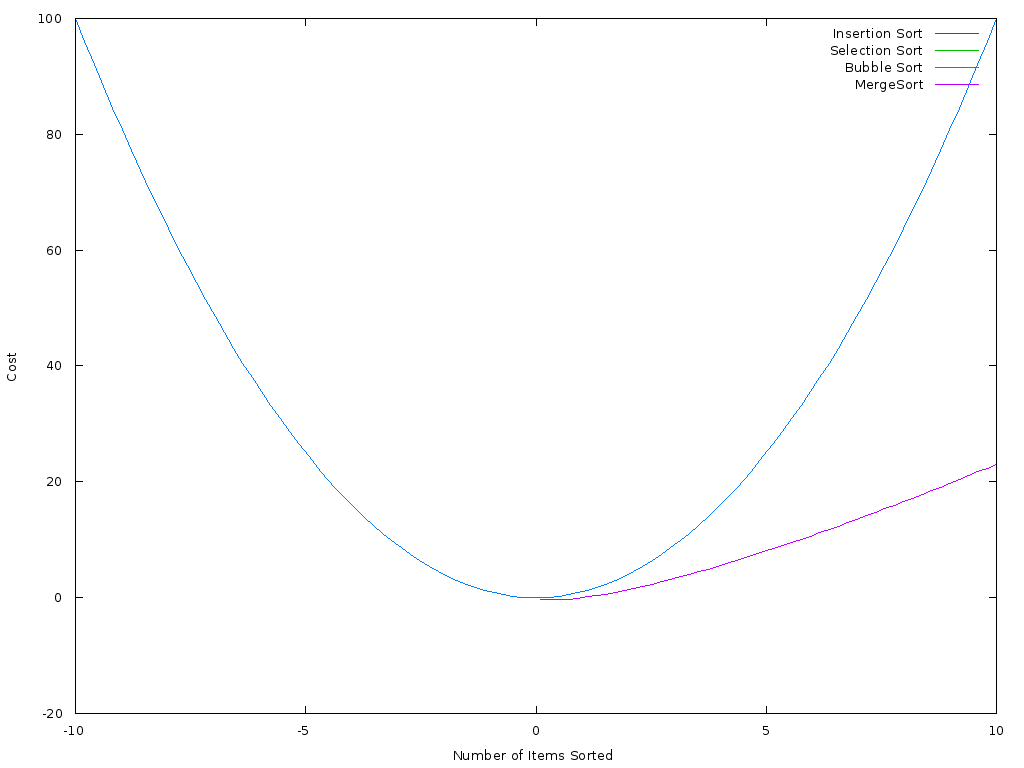 100
Insertion Sort
Selection Sort
Bubble Sort
MergeSort
80
60
40
Cost
20
0
-20
-10 -5 0 5 10
Number of Items Sorted